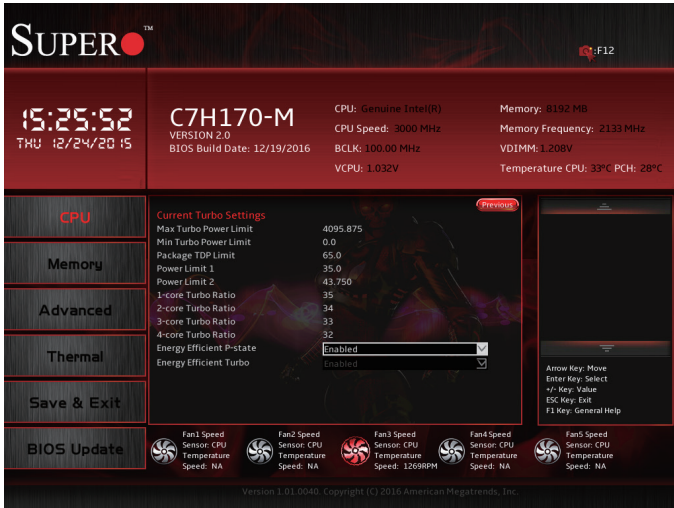 SUPER
™
:F12
15:25:52
THU 12/24/2015
C7H170-M
VERSION 2.0
BIOS Build Date: 12/19/2016
CPU: Genuine Intel(R)
CPU Speed: 3000 MHz
BCLK: 100.00 MHz
VCPU: 1.032V
Memory: 8192 MB
Memory Frequency: 2133 MHz
VDIMM: 1.208V
Temperature CPU: 33°C PCH: 28°C
CPU
Memory
Advanced
Thermal
Save & Exit
BIOS Update
Previous
Current Turbo Settings
Max Turbo Power Limit 4095.875
Min Turbo Power Limit 0.0
Package TDP Limit 65.0
Power Limit 1 35.0
Power Limit 2 43.750
1-core Turbo Ratio 35
2-core Turbo Ratio 34
3-core Turbo Ratio 33
4-core Turbo Ratio 32
Energy Efficient P-state Enabled
Energy Efficient Turbo Enabled
Arrow Key: Move
Enter Key: Select
+/- Key: Value
ESC Key: Exit
F1 Key: General Help
Fan1 Speed
Sensor: CPU
Temperature
Speed: NA
Fan2 Speed
Sensor: CPU
Temperature
Speed: NA
Fan3 Speed
Sensor: CPU
Temperature
Speed: 1269RPM
Fan4 Speed
Sensor: CPU
Temperature
Speed: NA
Fan5 Speed
Sensor: CPU
Temperature
Speed: NA
Version 1.01.0040. Copyright (C) 2016 American Megatrends, Inc.